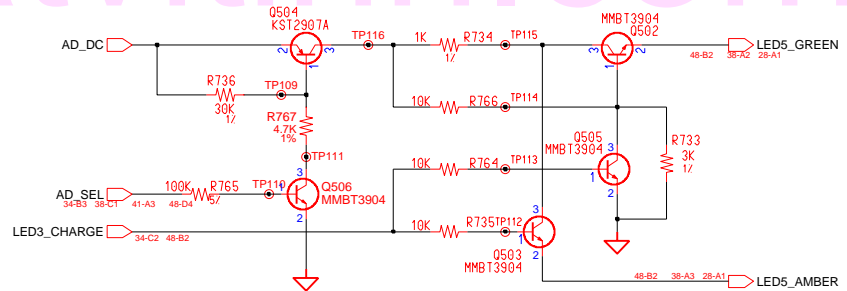 Q504
KST2907A
MMBT3904
Q502
AD_DC
2
3
1
TP116
1K
R734
1%
TP115
3
2
1
LED5_GREEN
48-B2 38-A2 28-A1
R736
30K
1%
TP109
R767
4.7K
1%
10K
R766
TP114
Q505
MMBT3904
R733
3K
1%
TP111
10K
R764
TP113
3
1
2
AD_SEL
34-B3 38-C1 41-A3 48-D4
100K
R765
5%
TP110
3
1
2
Q506
MMBT3904
LED3_CHARGE
34-C2 48-B2
10K
R735
TP112
3
1
2
Q503
MMBT3904
48-B2 38-A3 28-A1
LED5_AMBER